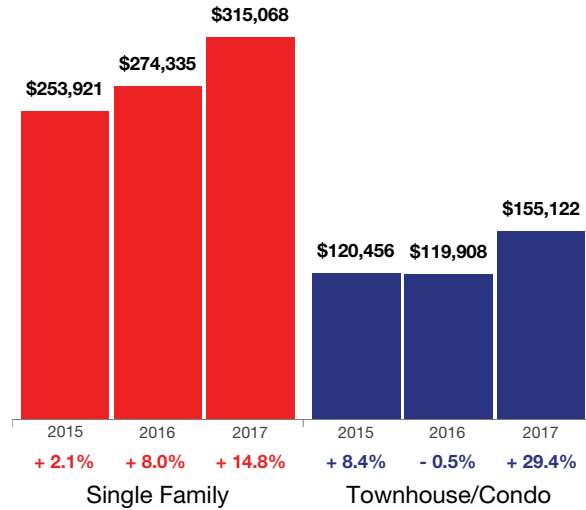 $315,068
$274,335
$253,921
$155,122
$120,456 $119,908
2015 2016 2017 2015 2016 2017
+ 2.1% + 8.0% + 14.8% + 8.4% - 0.5% + 29.4%
Single Family Townhouse/Condo